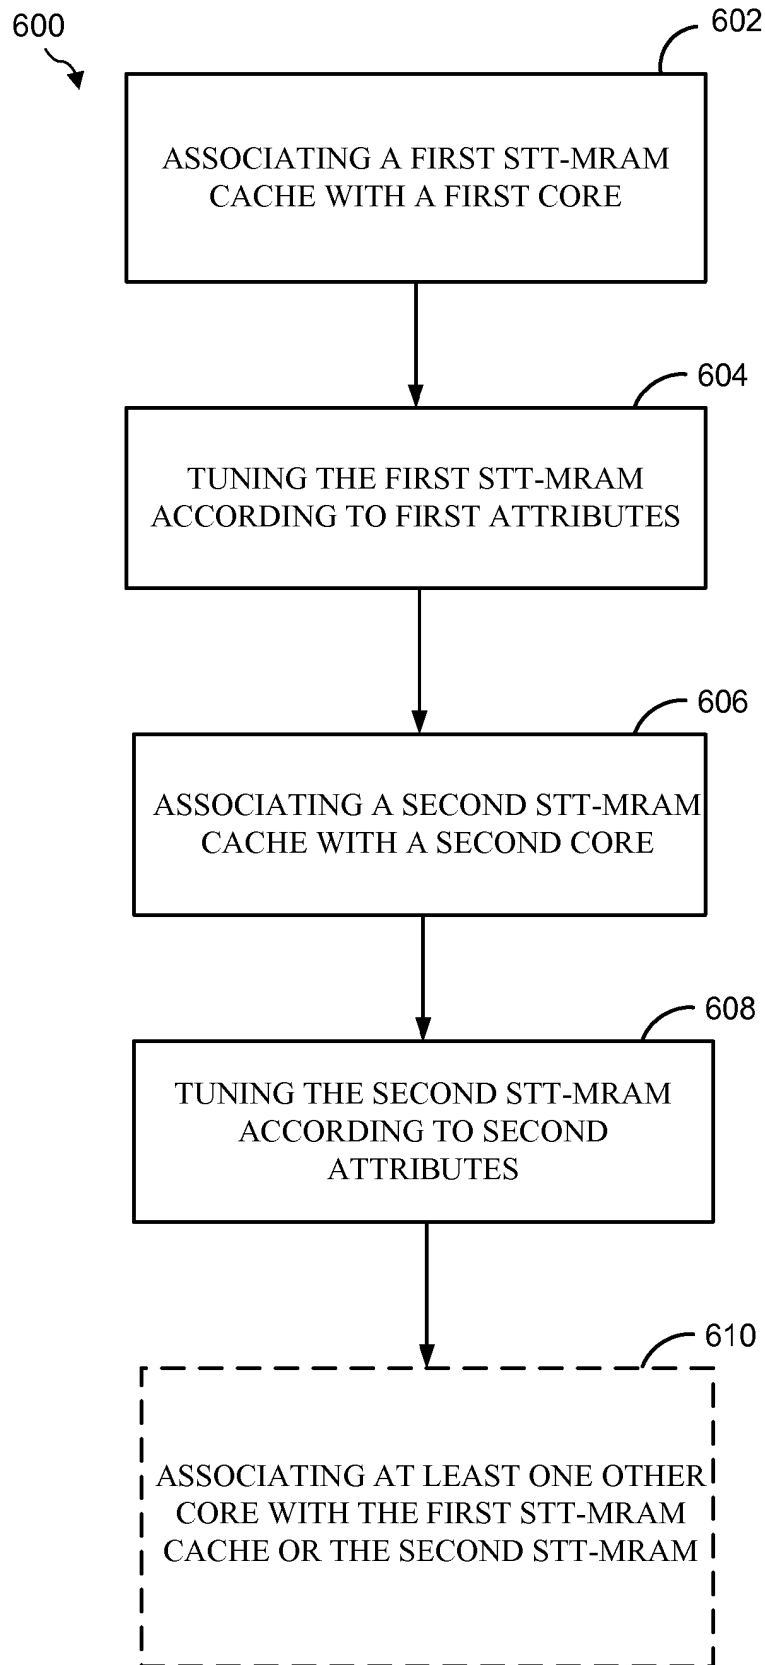 600
602
ASSOCIATING A FIRST STT-MRAM
CACHE WITH A FIRST CORE
604
TUNING THE FIRST STT-MRAM
ACCORDING TO FIRST ATTRIBUTES
606
ASSOCIATING A SECOND STT-MRAM
CACHE WITH A SECOND CORE
608
TUNING THE SECOND STT-MRAM
ACCORDING TO SECOND
ATTRIBUTES
610
ASSOCIATING AT LEAST ONE OTHER
CORE WITH THE FIRST STT-MRAM
CACHE OR THE SECOND STT-MRAM